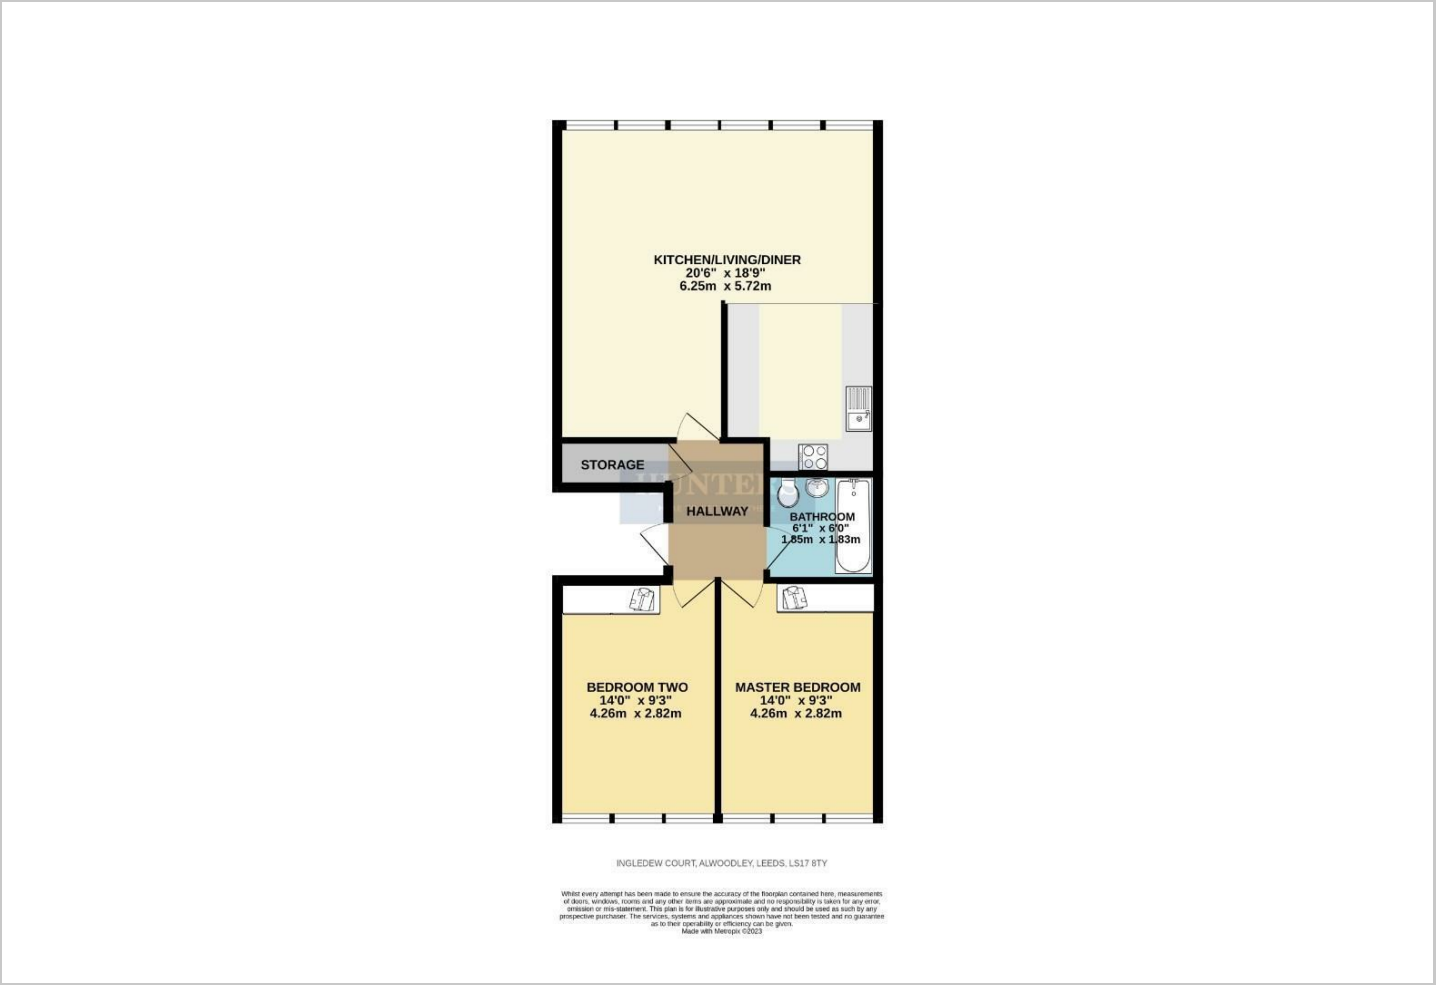 KITCHEN/LIVING/DINER
20'6" x 18'9"
6.25m x 5.72m
STORAGE
HUNTERS
HALLWAY
BATHROOM
6'1" x 6'0"
1.85m x 1.83m
BEDROOM TWO
14'0" x 9'3"
4.26m x 2.82m
MASTER BEDROOM
14'0" x 9'3"
4.26m x 2.82m
INGLEDEW COURT, ALWOODLEY, LEEDS, LS17 8TY
Whilst every attempt has been made to ensure the accuracy of the floorplan contained here, measurements
of doors, windows, rooms and any other items are approximate and no responsibility is taken for any error,
omission or mis-statement. This plan is for illustrative purposes only and should be used as such by any
prospective purchaser. The services, systems and appliances shown have not been tested and no guarantee
as to their operability or efficiency can be given.
Made with Metropix ©2023